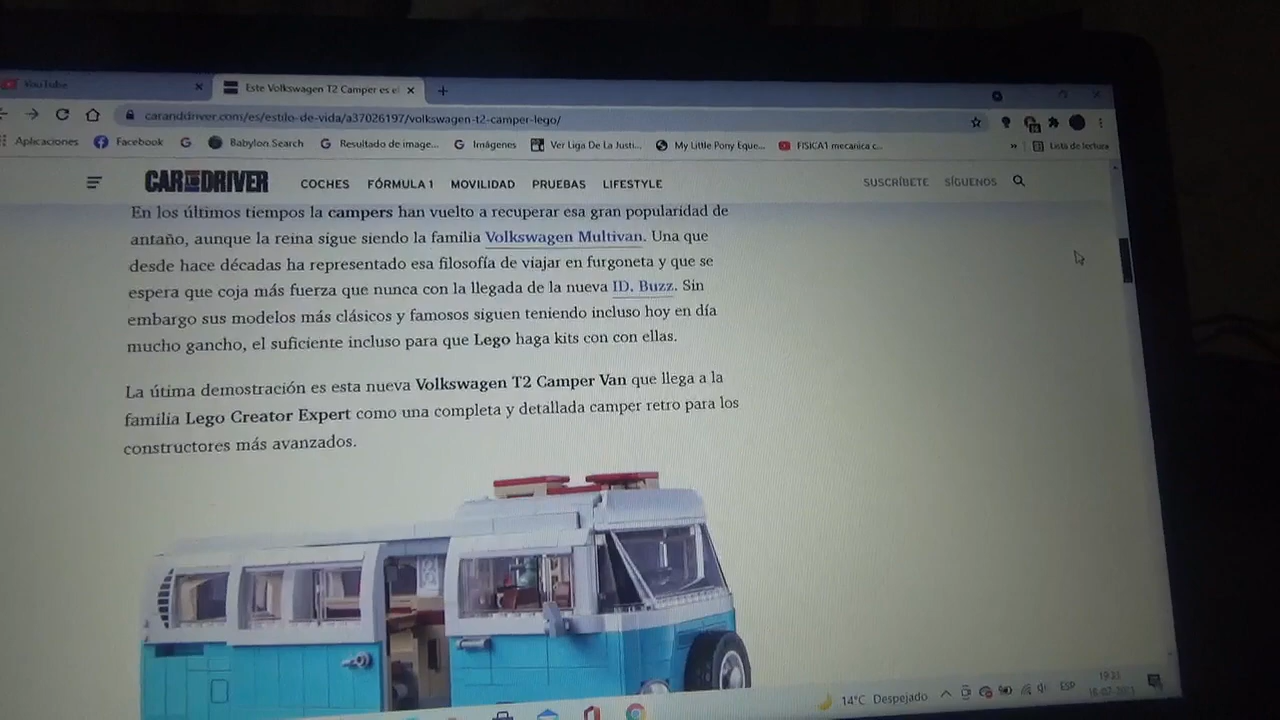 YouTube
Este Volkswagen T2 Camper es el
caranddriver.com/es/estilo-de-vida/a37026197/volkswagen-t2-camper-lego/
Aplicaciones Facebook Babylon Search Resultado de image... Imágenes Ver Liga De La Justi... My Little Pony Eque... FISICA1 mecanica c... » Lista de lectura
CAR AND DRIVER COCHES FÓRMULA 1 MOVILIDAD PRUEBAS LIFESTYLE SUSCRÍBETE SÍGUENOS
En los últimos tiempos la campers han vuelto a recuperar esa gran popularidad de
antaño, aunque la reina sigue siendo la familia Volkswagen Multivan. Una que
desde hace décadas ha representado esa filosofía de viajar en furgoneta y que se
espera que coja más fuerza que nunca con la llegada de la nueva ID. Buzz. Sin
embargo sus modelos más clásicos y famosos siguen teniendo incluso hoy en día
mucho gancho, el suficiente incluso para que Lego haga kits con con ellas.
La útima demostración es esta nueva Volkswagen T2 Camper Van que llega a la
familia Lego Creator Expert como una completa y detallada camper retro para los
constructores más avanzados.
14°C Despejado ESP